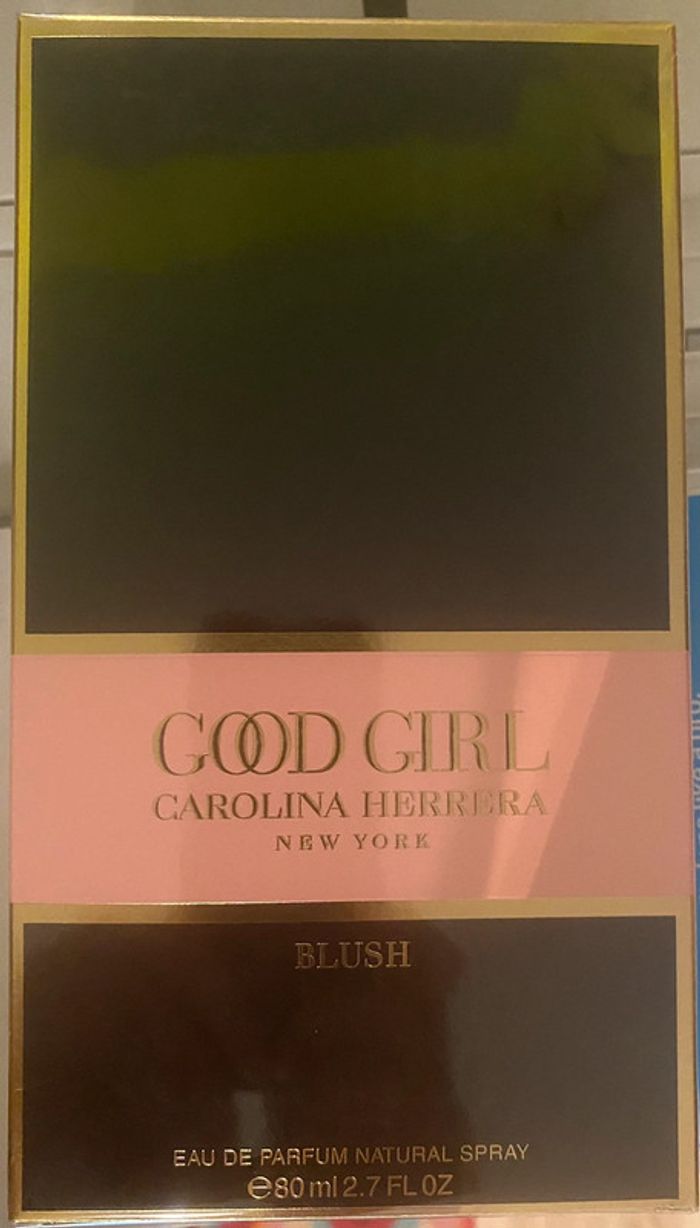 GOOD GIRL
CAROLINA HERRERA
NEW YORK
BLUSH
EAU DE PARFUM NATURAL SPRAY
℮80 ml 2.7 FL OZ